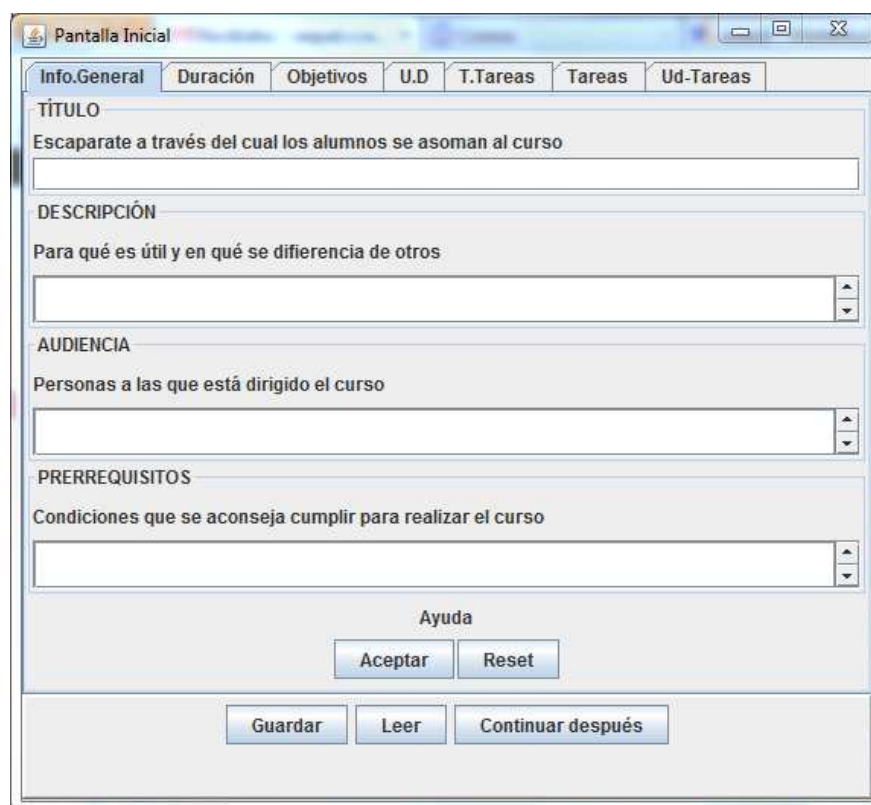 Pantalla Inicial
Info.General Duración Objetivos U.D T.Tareas Tareas Ud-Tareas
TÍTULO
Escaparate a través del cual los alumnos se asoman al curso
DESCRIPCIÓN
Para qué es útil y en qué se difierencia de otros
AUDIENCIA
Personas a las que está dirigido el curso
PRERREQUISITOS
Condiciones que se aconseja cumplir para realizar el curso
Ayuda
Aceptar Reset
Guardar Leer Continuar después